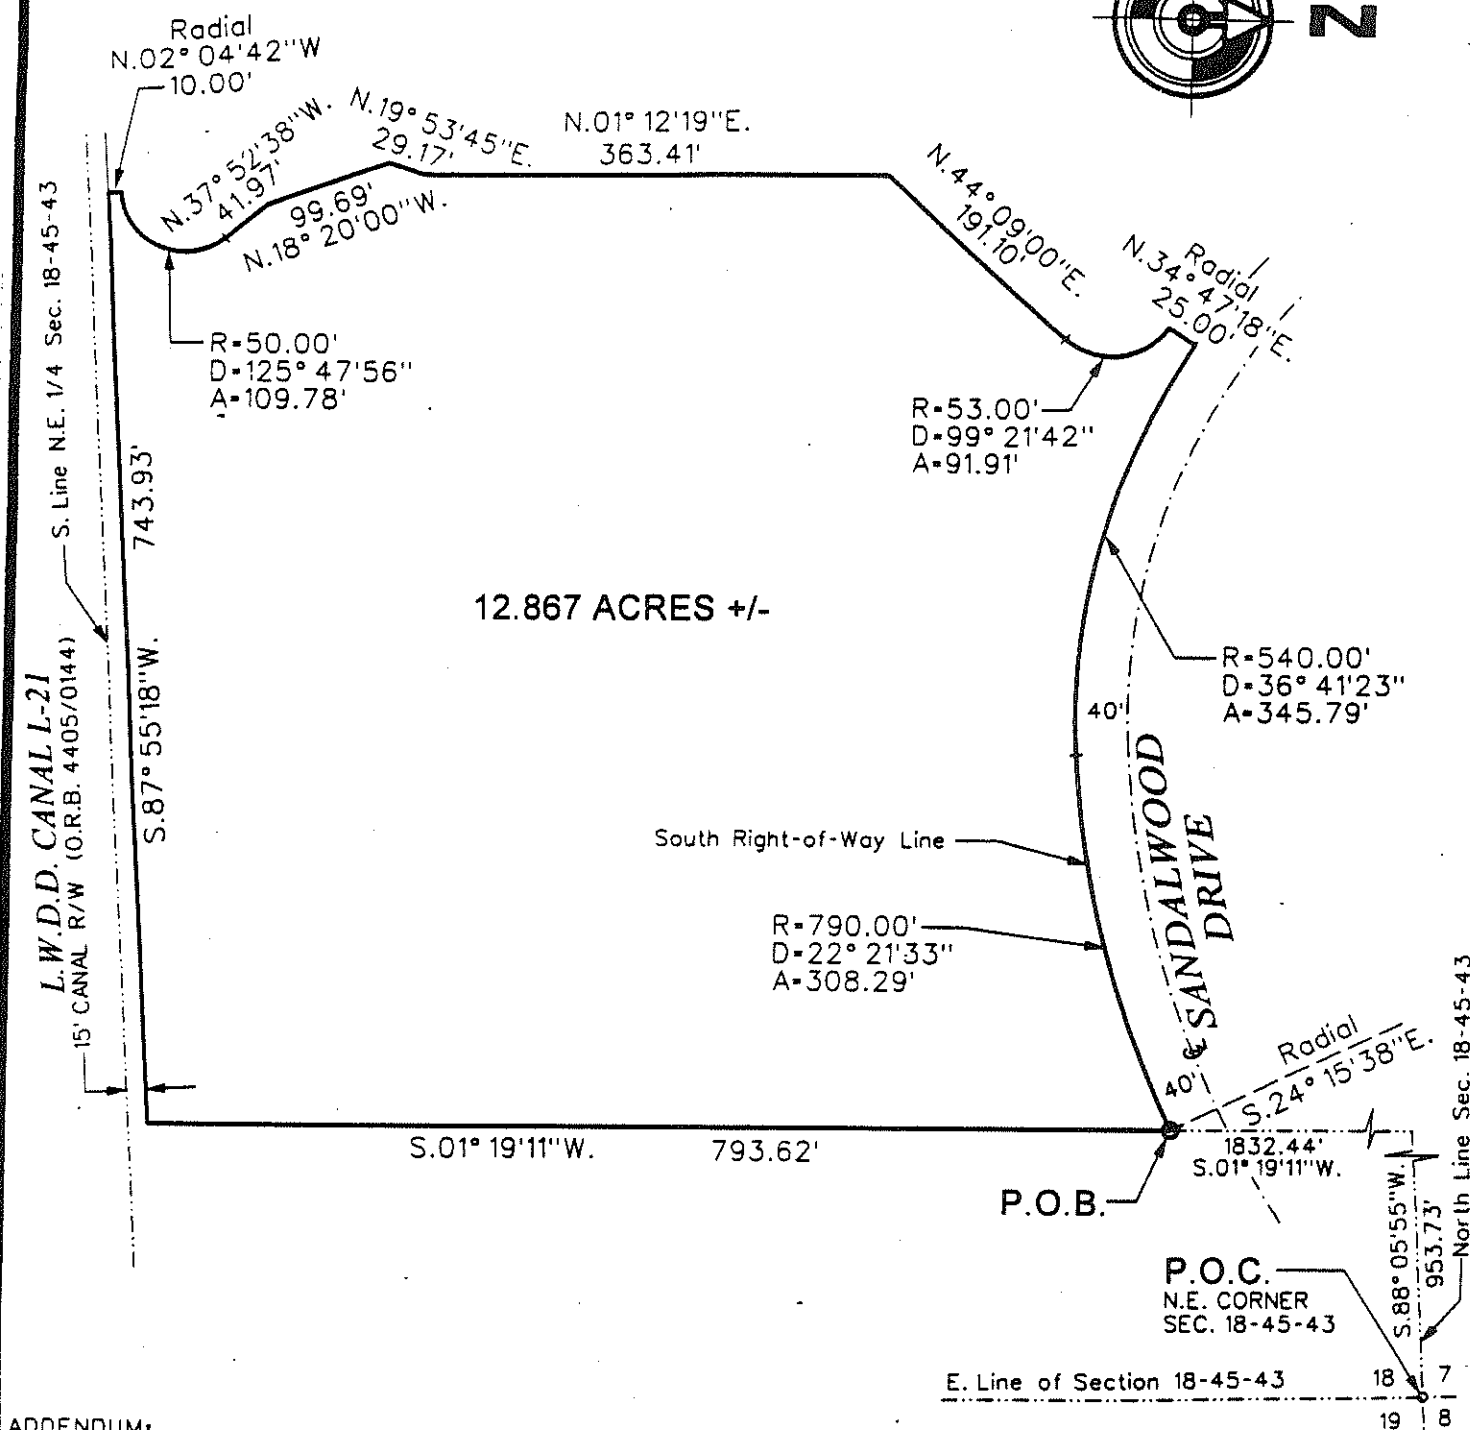 N
Radial
N.02° 04'42"W
10.00'
N.37° 52'38"W.
41.97'
99.69'
N.18° 20'00"W.
N.19° 53'45"E.
29.17'
N.01° 12'19"E.
363.41'
N.44° 09'00"E.
191.10'
Radial
N.34° 47'18"E.
25.00'
S. Line N.E. 1/4 Sec. 18-45-43
R=50.00'
D=125° 47'56"
A=109.78'
R=53.00'
D=99° 21'42"
A=91.91'
743.93'
S.87° 55'18"W.
12.867 ACRES +/-
L.W.D.D. CANAL L-21
15' CANAL R/W (O.R.B. 4405/0144)
R=540.00'
D=36° 41'23"
A=345.79'
40'
SANDALWOOD
DRIVE
South Right-of-Way Line
R=790.00'
D=22° 21'33"
A=308.29'
℄
40'
Radial
S.24° 15'38"E.
S.01° 19'11"W. 793.62'
1832.44'
S.01° 19'11"W.
P.O.B.
S.88° 05'55"W.
953.73'
North Line Sec. 18-45-43
P.O.C.
N.E. CORNER
SEC. 18-45-43
E. Line of Section 18-45-43
18 7
19 8
ADDENDUM: